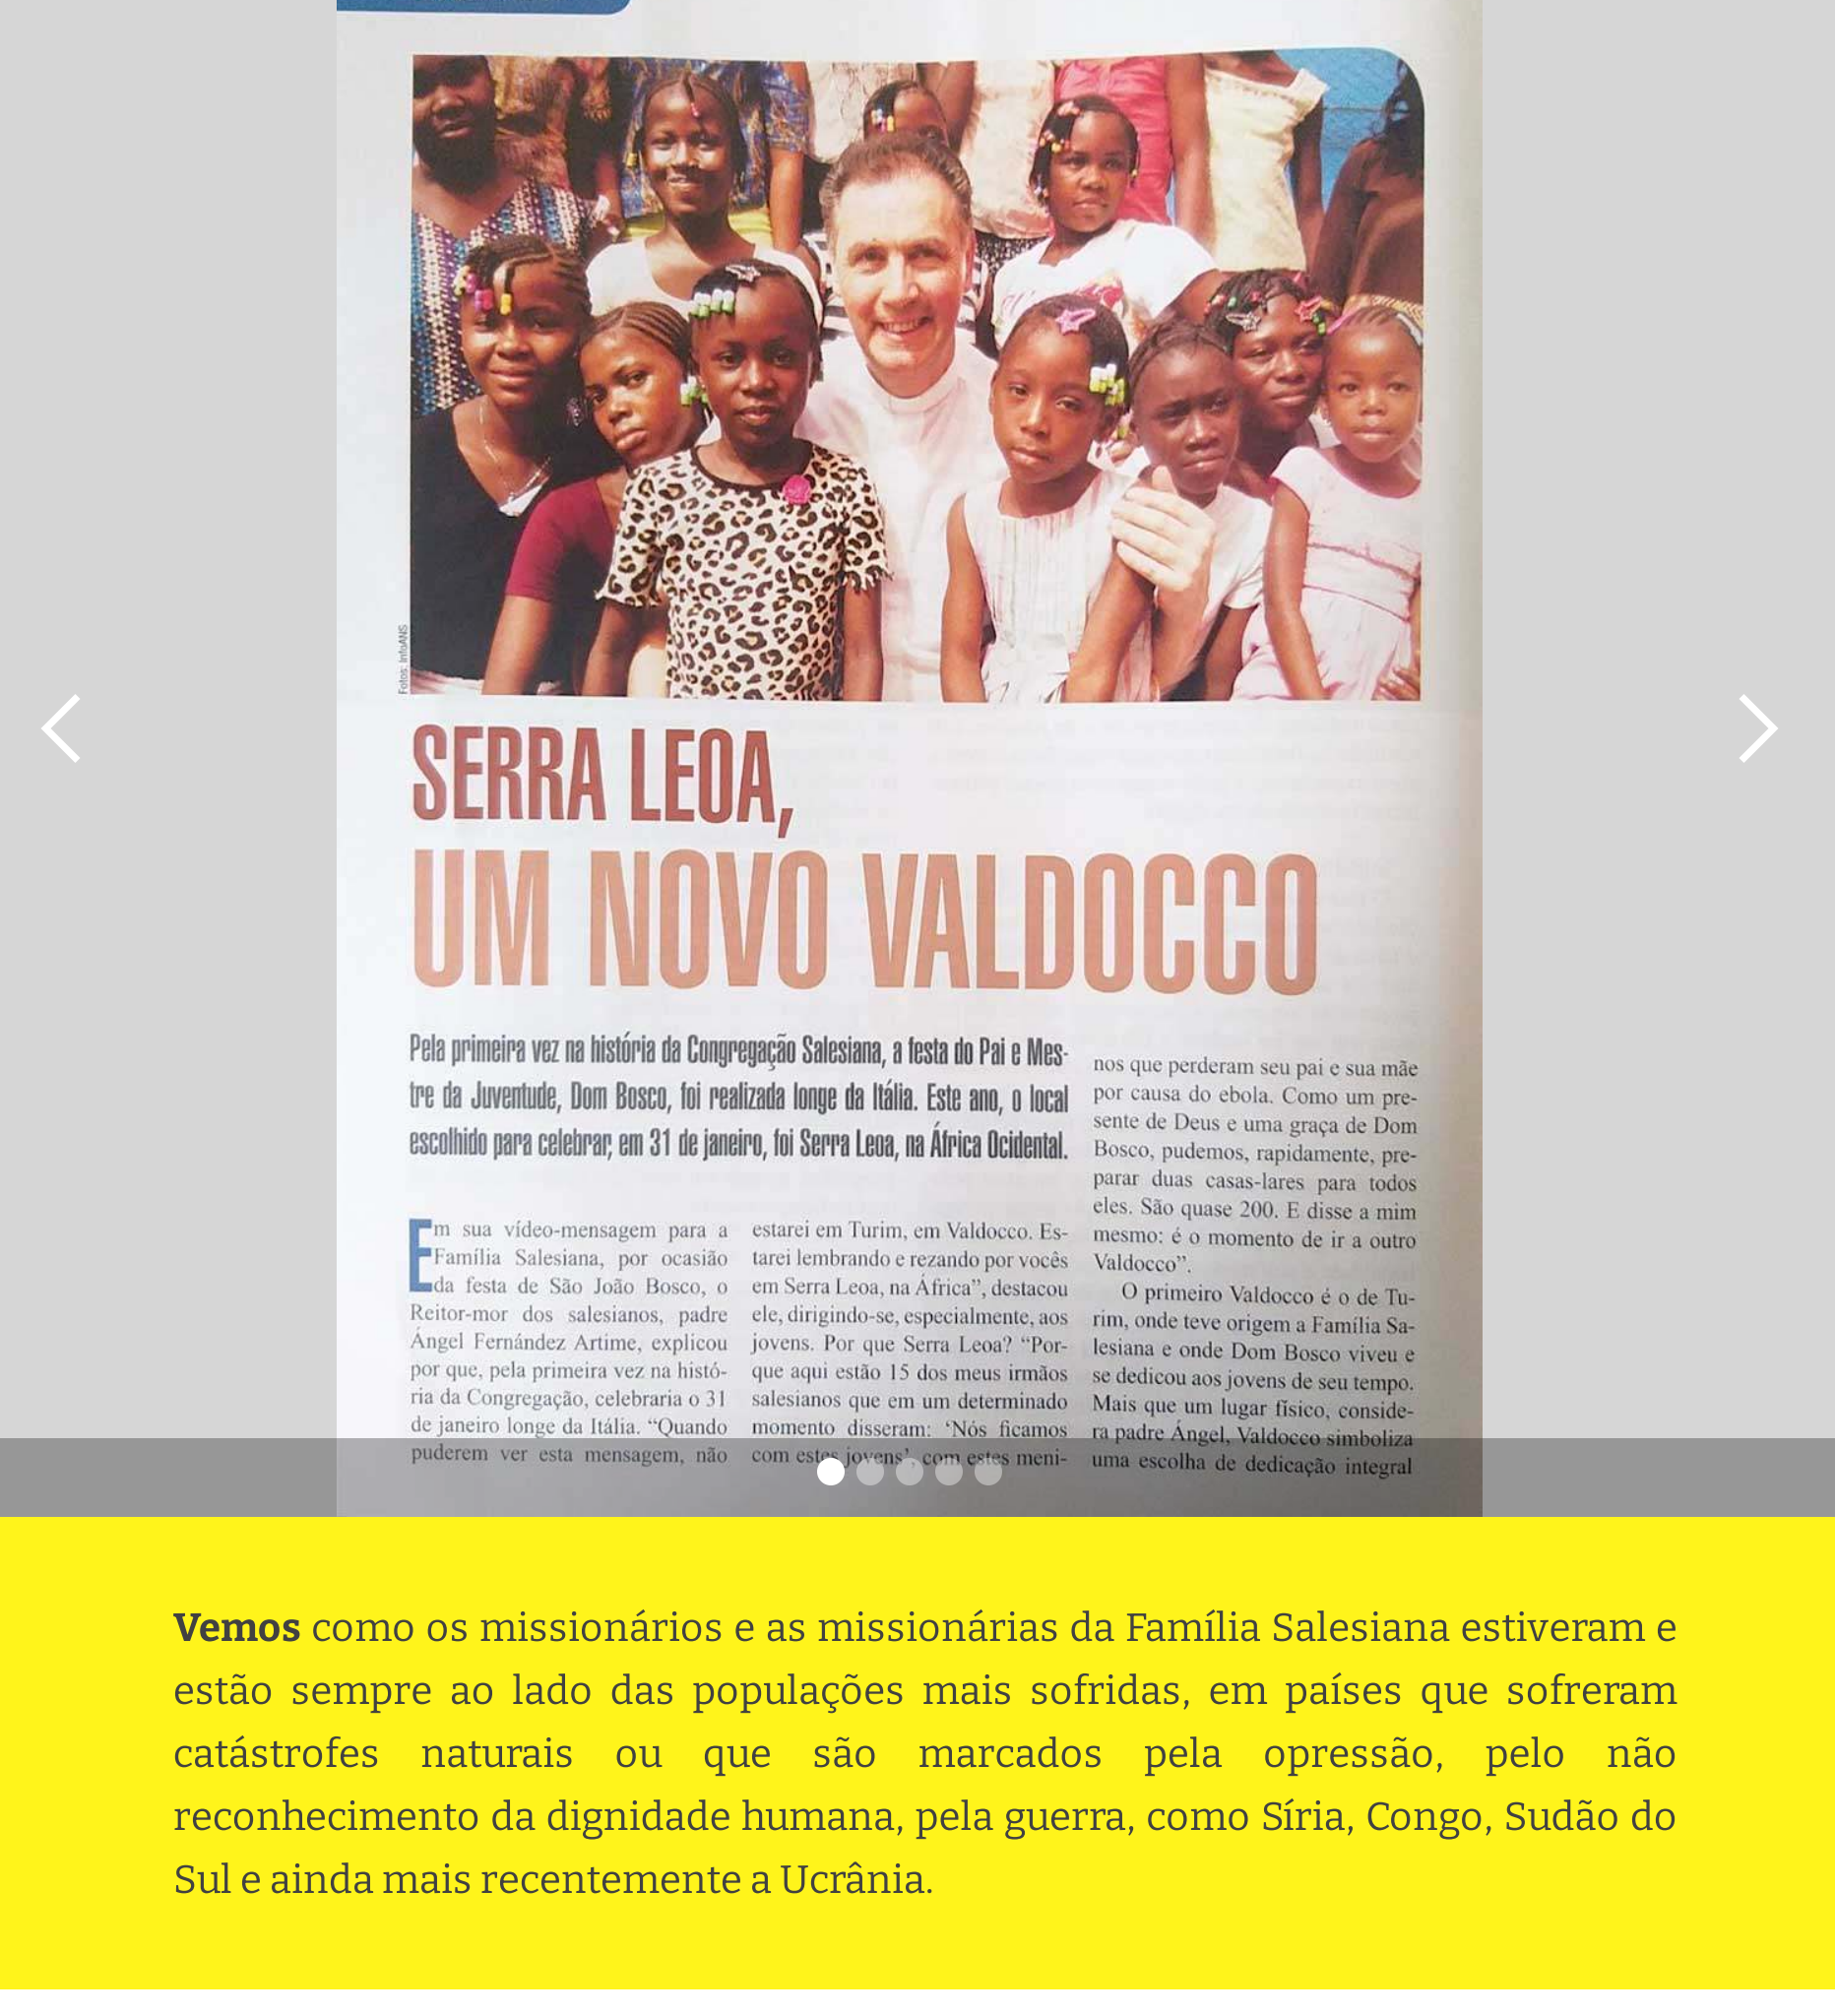 Fotos: InfoANS
SERRA LEOA,
UM NOVO VALDOCCO
Pela primeira vez na história da Congregação Salesiana, a festa do Pai e Mes-
tre da Juventude, Dom Bosco, foi realizada longe da Itália. Este ano, o local
escolhido para celebrar, em 31 de janeiro, foi Serra Leoa, na África Ocidental.
Em sua vídeo-mensagem para a
Família Salesiana, por ocasião
da festa de São João Bosco, o
Reitor-mor dos salesianos, padre
Ángel Fernández Artime, explicou
por que, pela primeira vez na histó-
ria da Congregação, celebraria o 31
de janeiro longe da Itália. “Quando
puderem ver esta mensagem, não
estarei em Turim, em Valdocco. Es-
tarei lembrando e rezando por vocês
em Serra Leoa, na África”, destacou
ele, dirigindo-se, especialmente, aos
jovens. Por que Serra Leoa? “Por-
que aqui estão 15 dos meus irmãos
salesianos que em um determinado
momento disseram: ‘Nós ficamos
com estes jovens’, com estes meni-
nos que perderam seu pai e sua mãe
por causa do ebola. Como um pre-
sente de Deus e uma graça de Dom
Bosco, pudemos, rapidamente, pre-
parar duas casas-lares para todos
eles. São quase 200. E disse a mim
mesmo: é o momento de ir a outro
Valdocco”.
O primeiro Valdocco é o de Tu-
rim, onde teve origem a Família Sa-
lesiana e onde Dom Bosco viveu e
se dedicou aos jovens de seu tempo.
Mais que um lugar físico, conside-
ra padre Ángel, Valdocco simboliza
uma escolha de dedicação integral
Vemos como os missionários e as missionárias da Família Salesiana estiveram e
estão sempre ao lado das populações mais sofridas, em países que sofreram
catástrofes naturais ou que são marcados pela opressão, pelo não
reconhecimento da dignidade humana, pela guerra, como Síria, Congo, Sudão do
Sul e ainda mais recentemente a Ucrânia.